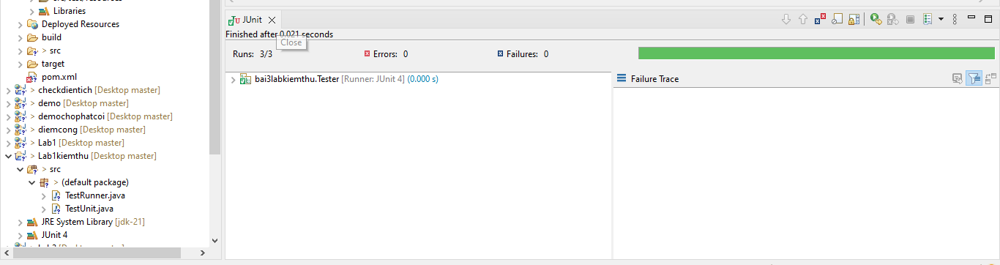 Libraries
Deployed Resources
build
> src
target
pom.xml
> checkdientich [Desktop master]
> demo [Desktop master]
> demochophatcoi [Desktop master]
> diemcong [Desktop master]
> Lab1 [Desktop master]
> Lab1kiemthu [Desktop master]
> src
> (default package)
TestRunner.java
TestUnit.java
JRE System Library [jdk-21]
JUnit 4
JUnit
Finished after 0.021 seconds
Close
Runs: 3/3 Errors: 0 Failures: 0
bai3labkiemthu.Tester [Runner: JUnit 4] (0.000 s)
Failure Trace